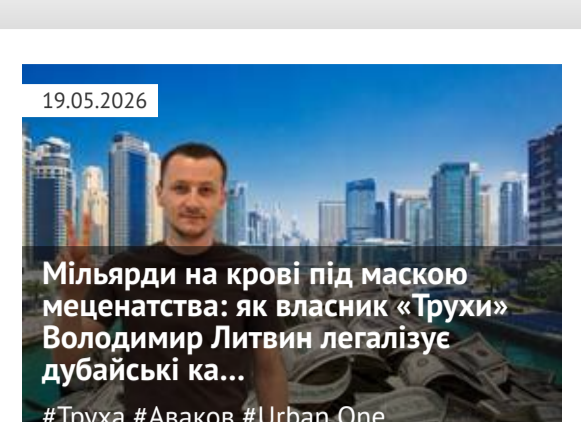 19.05.2026
Мільярди на крові під маскою
меценатства: як власник «Трухи»
Володимир Литвин легалізує
дубайські ка...
#Труха #Аваков #Urban One